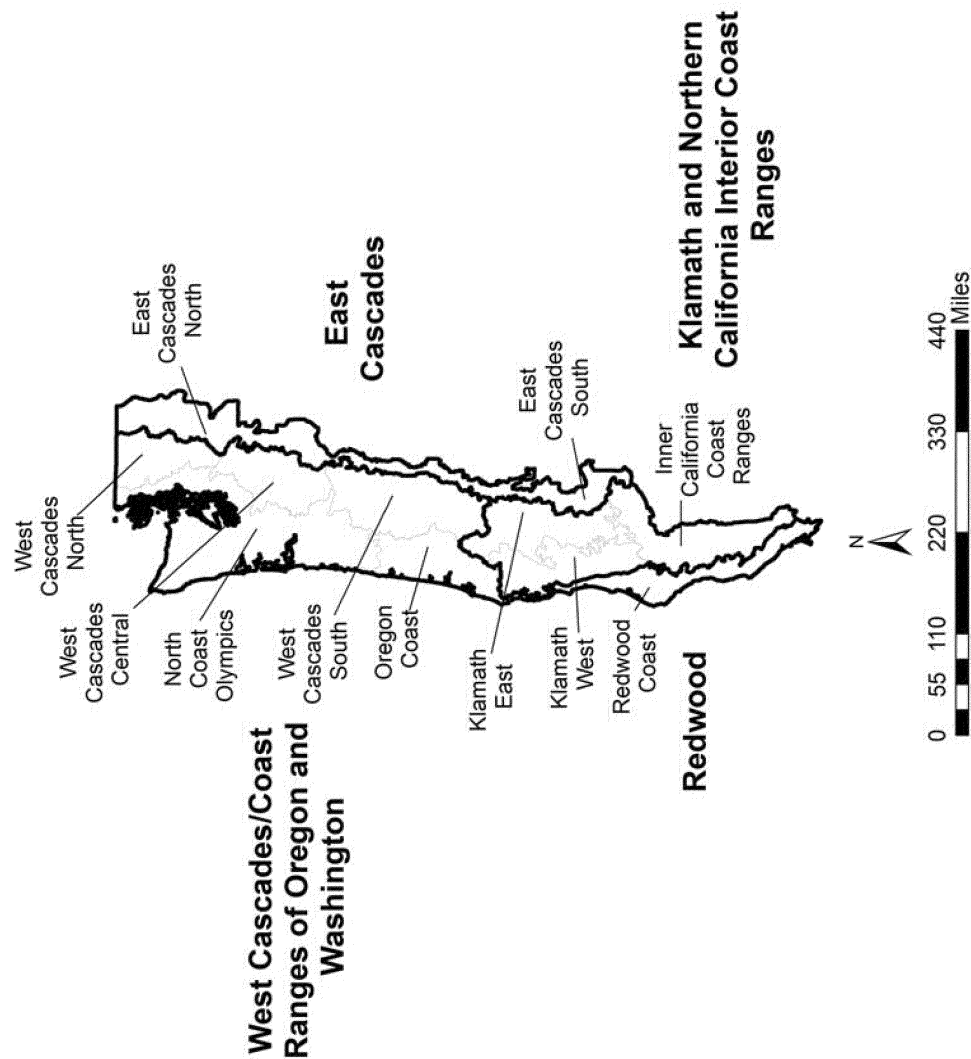 West
Cascades
North
East
Cascades
North
West
Cascades
Central
North
Coast
Olympics
West
Cascades
South
Oregon
Coast
Klamath
East
Klamath
West
Redwood
Coast
East
Cascades
South
Inner
California
Coast
Ranges
West Cascades/Coast
Ranges of Oregon and
Washington
East
Cascades
Redwood
Klamath and Northern
California Interior Coast
Ranges
N
0 55 110 220 330 440
Miles